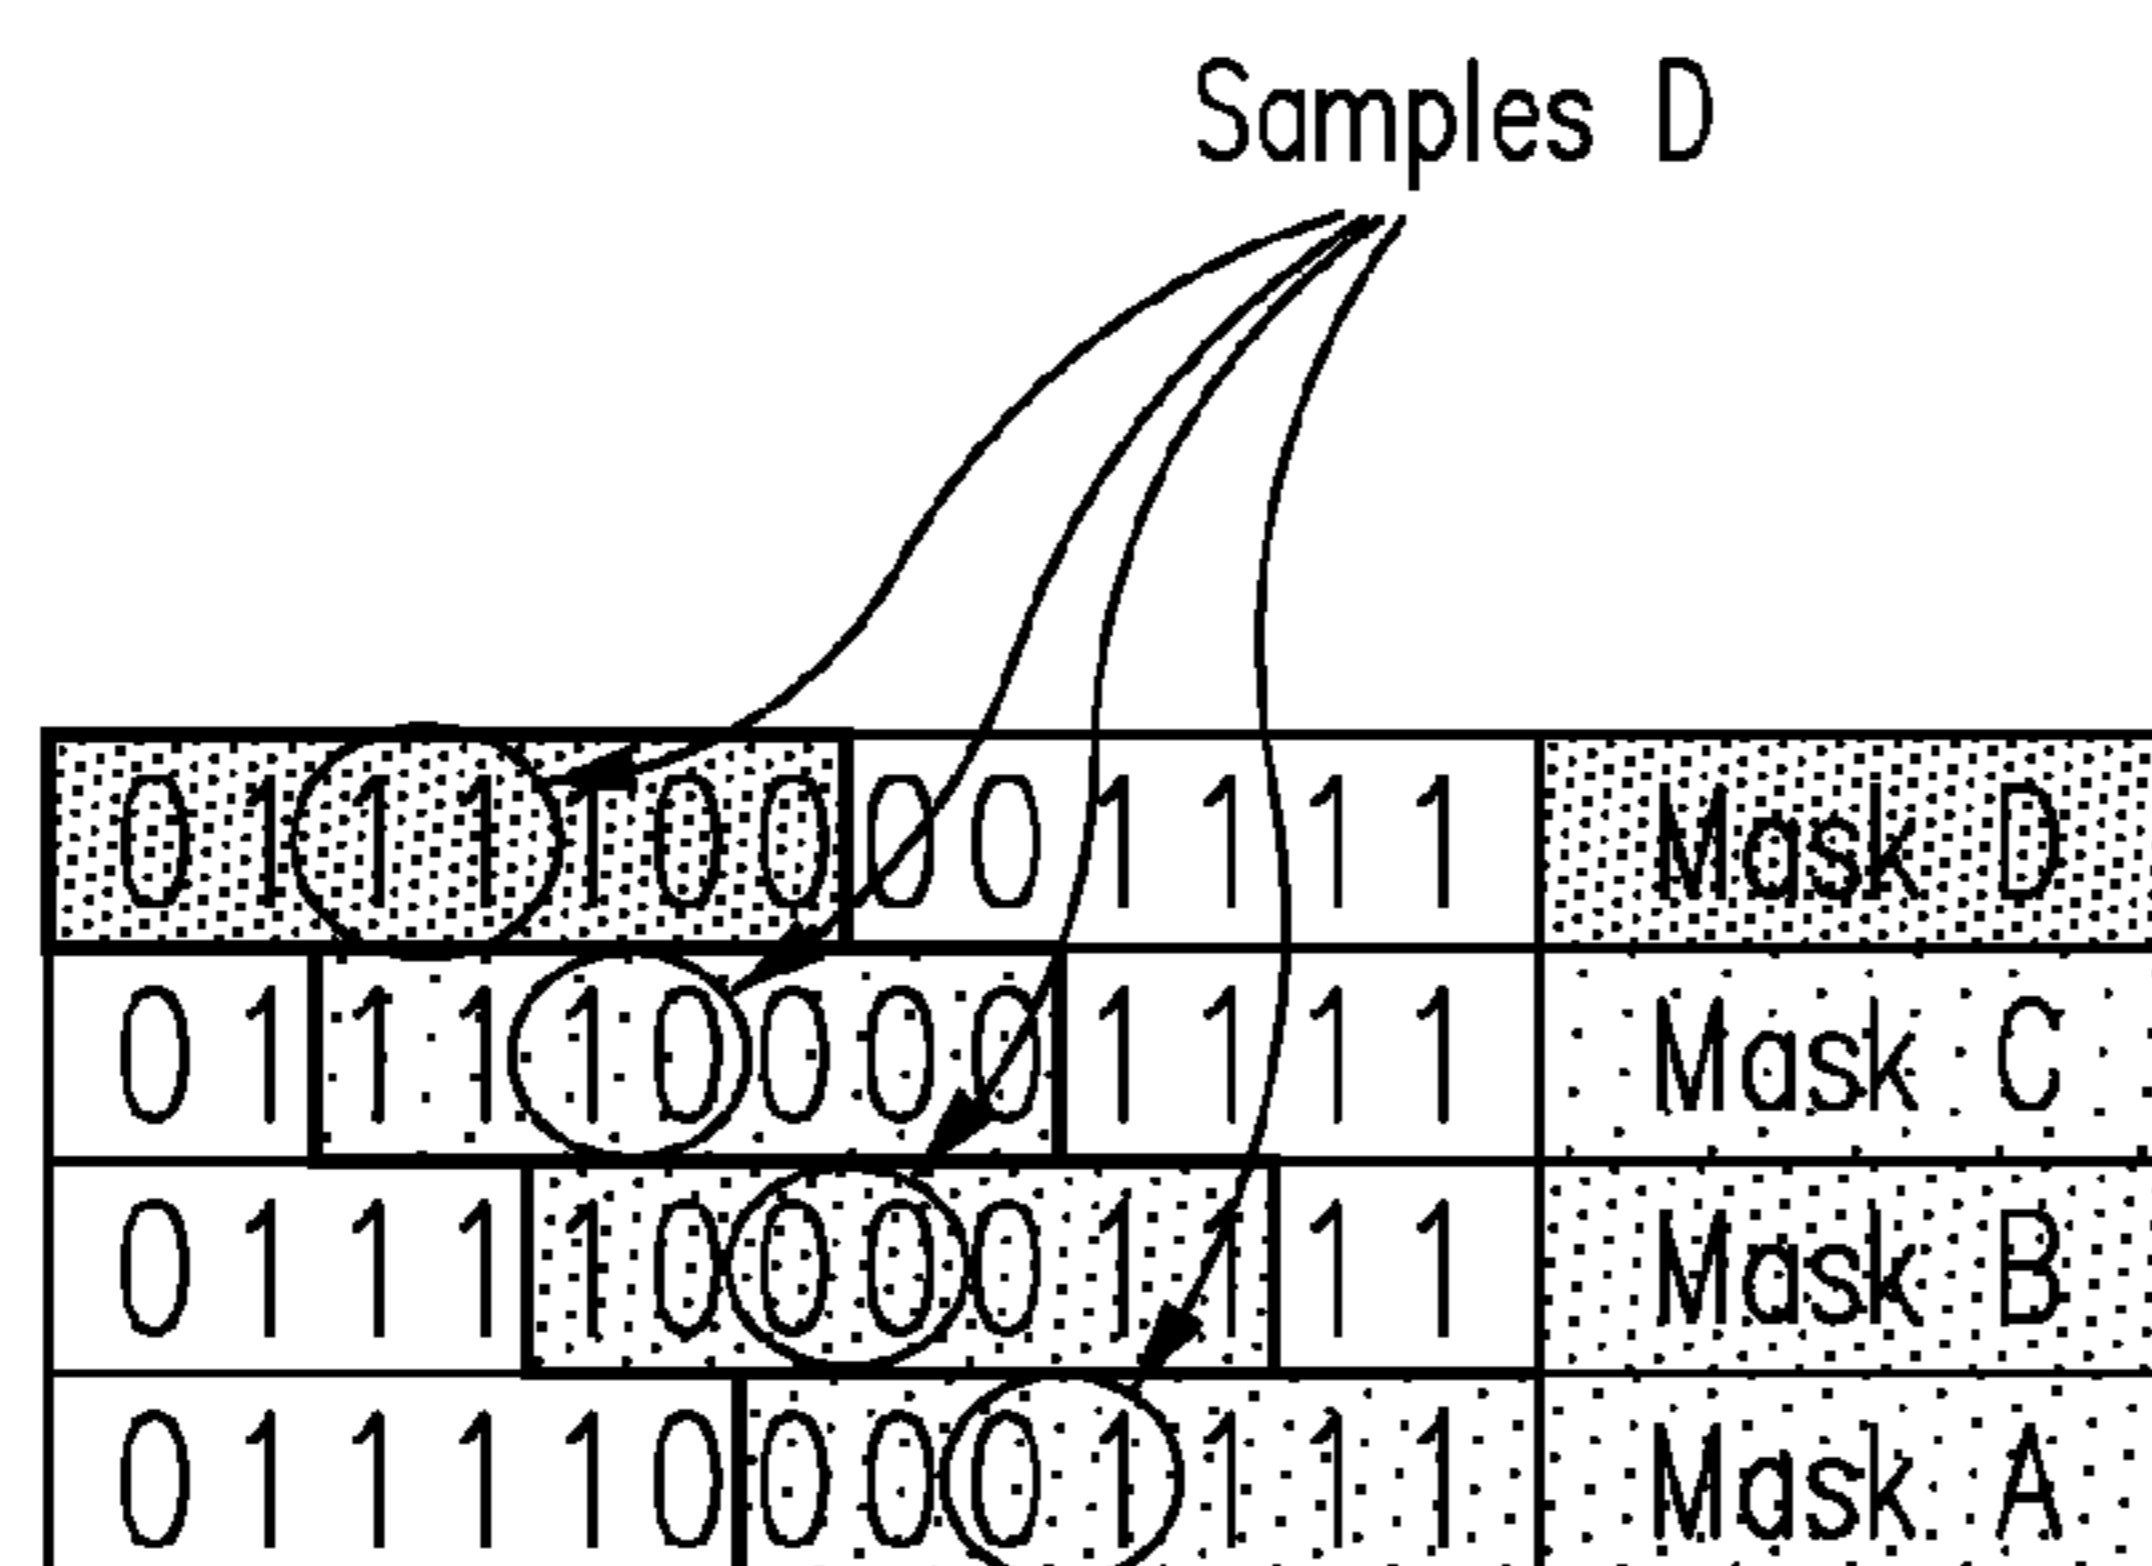 Samples D
0 1 1 1 1 0 0 0 0 1 1 1 1 Mask D
0 1 1 1 1 0 0 0 0 1 1 1 1 Mask C
0 1 1 1 1 0 0 0 0 1 1 1 1 Mask B
0 1 1 1 1 0 0 0 0 1 1 1 1 Mask A